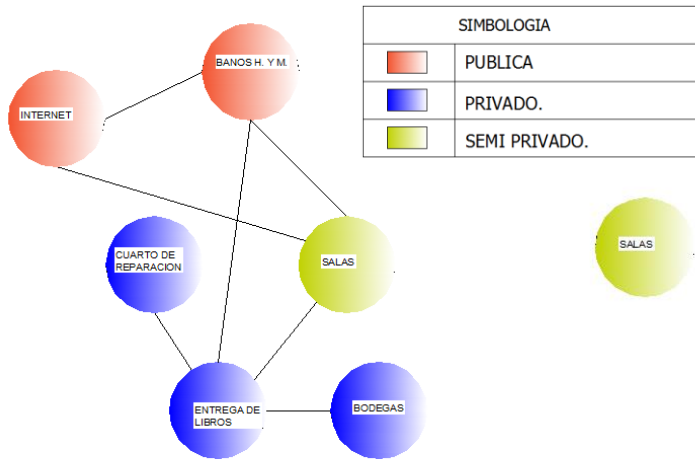 SIMBOLOGIA
PUBLICA
PRIVADO.
SEMI PRIVADO.
BANOS H. Y M.
INTERNET
CUARTO DE
REPARACION
SALAS
SALAS
ENTREGA DE
LIBROS
BODEGAS